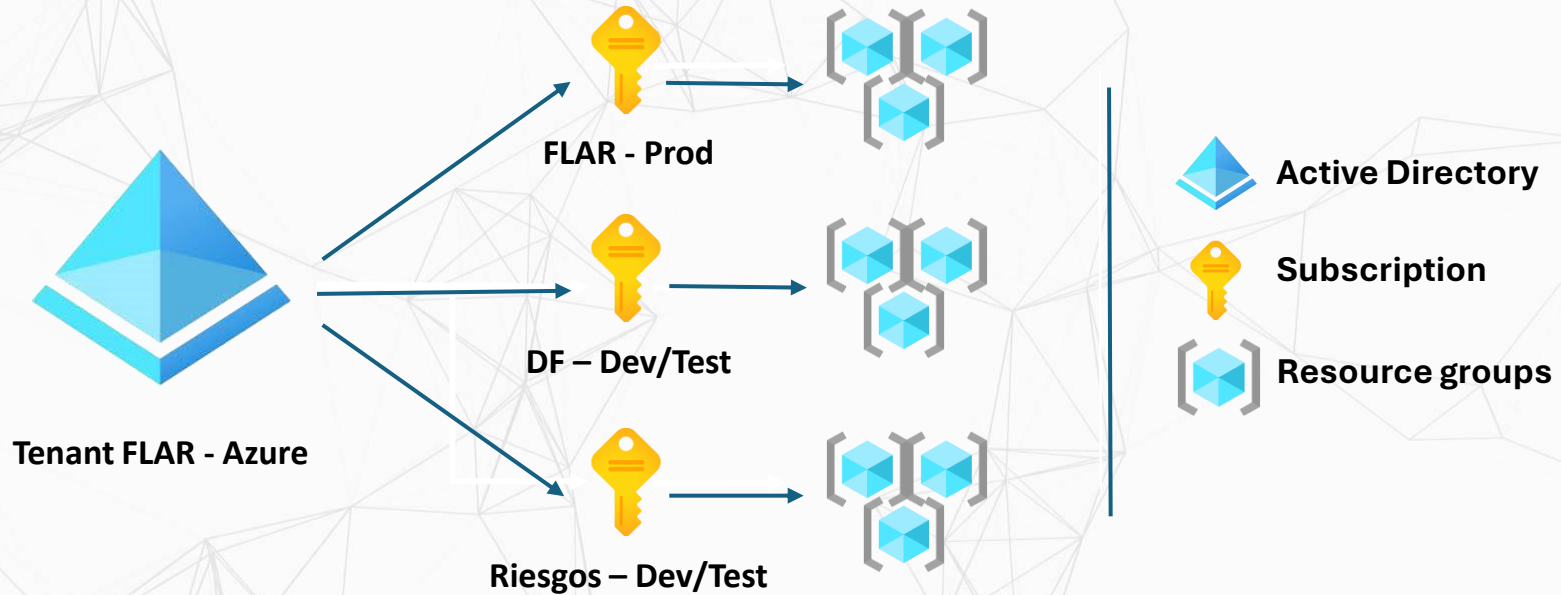 FLAR - Prod
DF – Dev/Test
Riesgos – Dev/Test
Tenant FLAR - Azure
Active Directory
Subscription
Resource groups